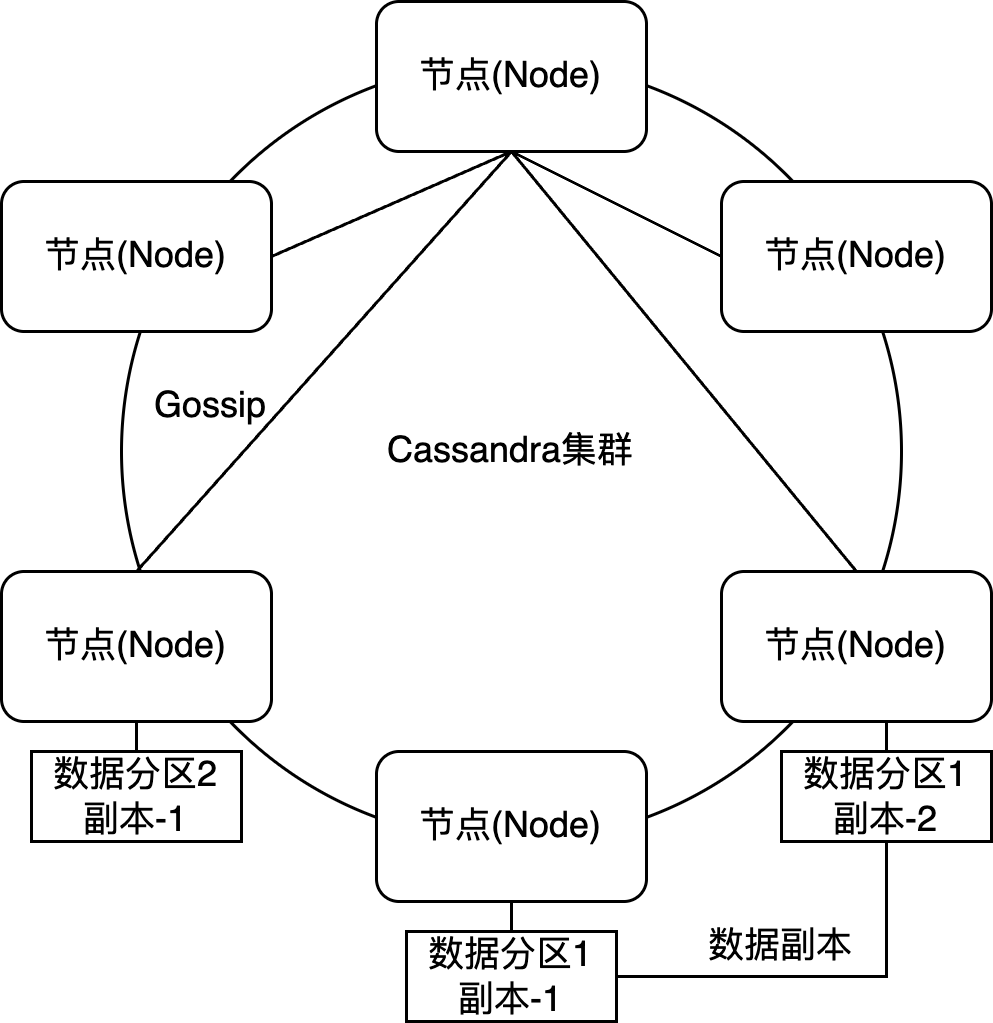 节点(Node)
节点(Node)
节点(Node)
Gossip
Cassandra集群
节点(Node)
节点(Node)
数据分区2
副本-1
节点(Node)
数据分区1
副本-2
数据分区1
副本-1
数据副本